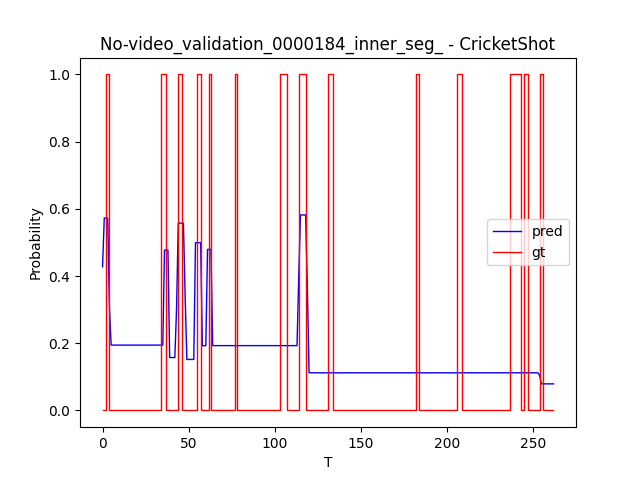 No-video_validation_0000184_inner_seg_ - CricketShot
1.0
0.8
0.6
0.4
0.2
0.0
Probability
pred
gt
0 50 100 150 200 250
T